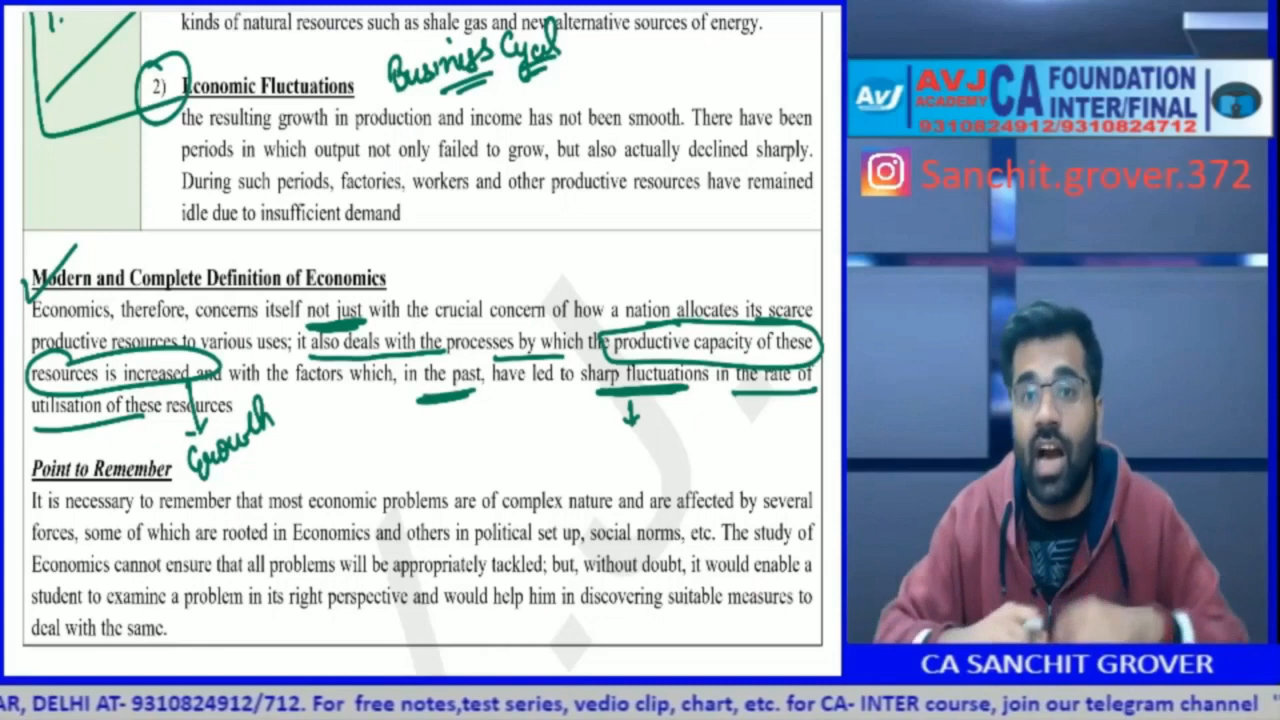 kinds of natural resources such as shale gas and new alternative sources of energy.
Business Cycel
2) Economic Fluctuations
the resulting growth in production and income has not been smooth. There have been
periods in which output not only failed to grow, but also actually declined sharply.
During such periods, factories, workers and other productive resources have remained
idle due to insufficient demand
Modern and Complete Definition of Economics
Economics, therefore, concerns itself not just with the crucial concern of how a nation allocates its scarce
productive resources to various uses; it also deals with the processes by which the productive capacity of these
resources is increased and with the factors which, in the past, have led to sharp fluctuations in the rate of
utilisation of these resources
Growth
Point to Remember
It is necessary to remember that most economic problems are of complex nature and are affected by several
forces, some of which are rooted in Economics and others in political set up, social norms, etc. The study of
Economics cannot ensure that all problems will be appropriately tackled; but, without doubt, it would enable a
student to examine a problem in its right perspective and would help him in discovering suitable measures to
deal with the same.
AVJ
AVJ ACADEMY CA FOUNDATION INTER/FINAL
9310824912/9310824712
Sanchit.grover.372
CA SANCHIT GROVER
AR, DELHI AT- 9310824912/712. For free notes,test series, vedio clip, chart, etc. for CA- INTER course, join our telegram channel "